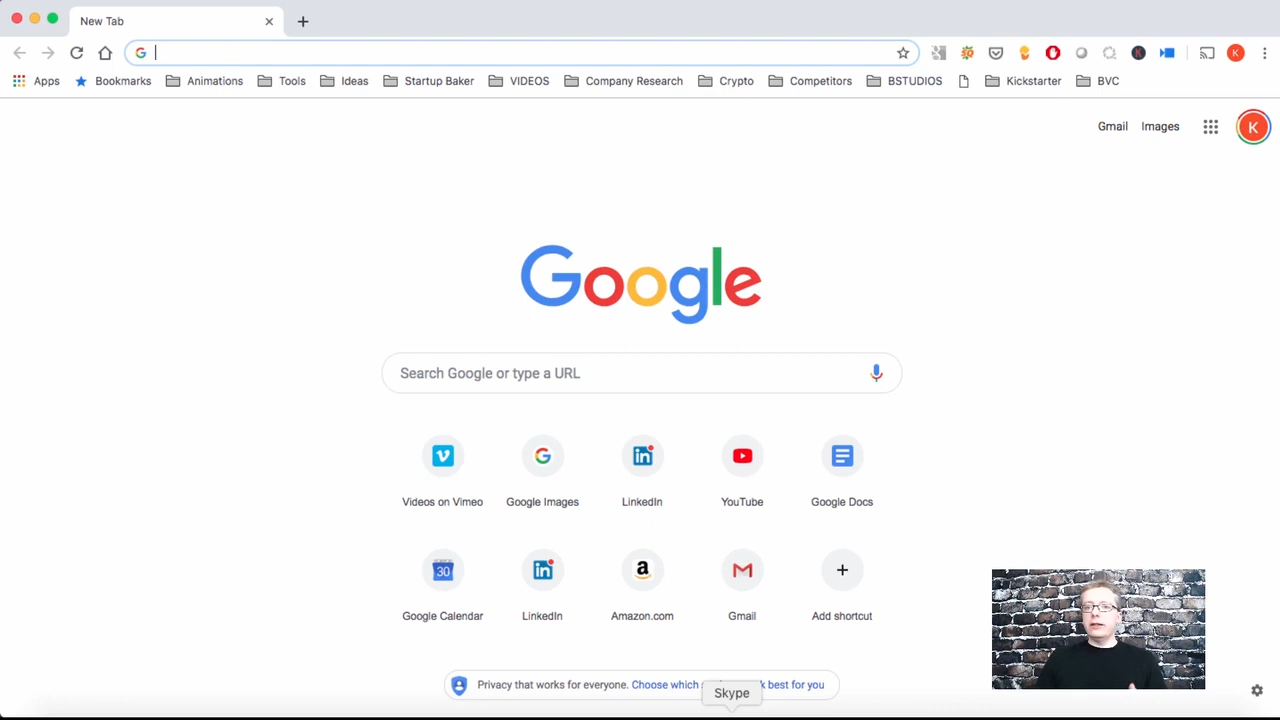 New Tab
Apps Bookmarks Animations Tools Ideas Startup Baker VIDEOS Company Research Crypto Competitors BSTUDIOS Kickstarter BVC
Gmail Images K
Google
Search Google or type a URL
Videos on Vimeo Google Images LinkedIn YouTube Google Docs
30
Google Calendar LinkedIn Amazon.com Gmail Add shortcut
Privacy that works for everyone. Choose which best for you
Skype